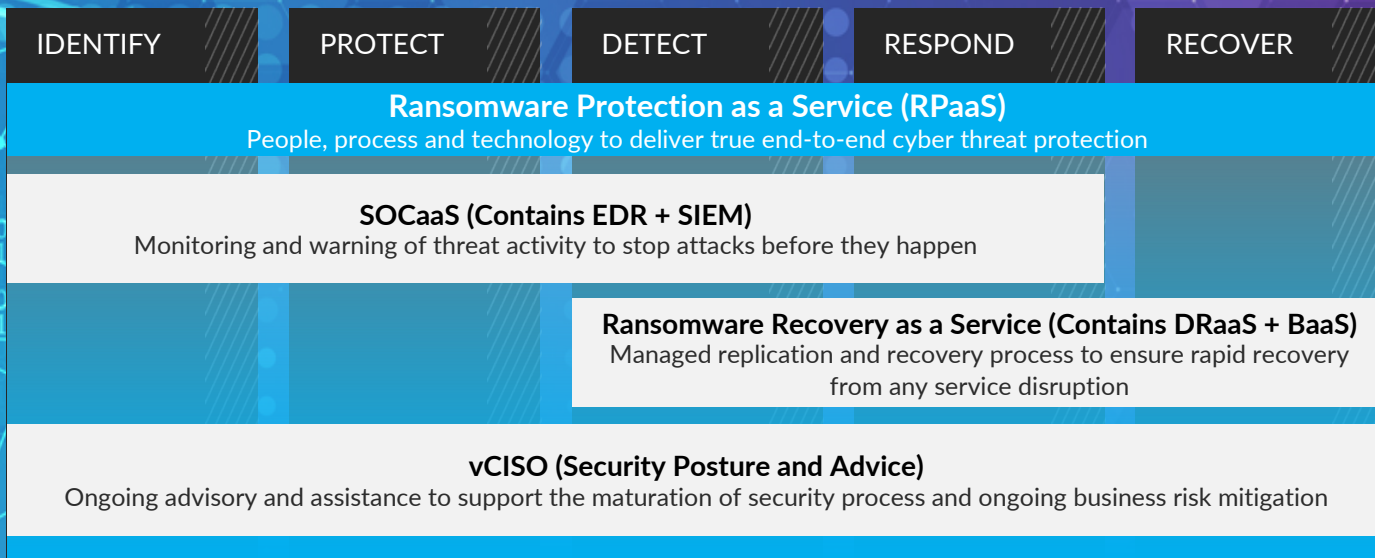 IDENTIFY
PROTECT
DETECT
RESPOND
RECOVER
Ransomware Protection as a Service (RPaaS)
People, process and technology to deliver true end-to-end cyber threat protection
SOCaaS (Contains EDR + SIEM)
Monitoring and warning of threat activity to stop attacks before they happen
Ransomware Recovery as a Service (Contains DRaaS + BaaS)
Managed replication and recovery process to ensure rapid recovery
from any service disruption
vCISO (Security Posture and Advice)
Ongoing advisory and assistance to support the maturation of security process and ongoing business risk mitigation